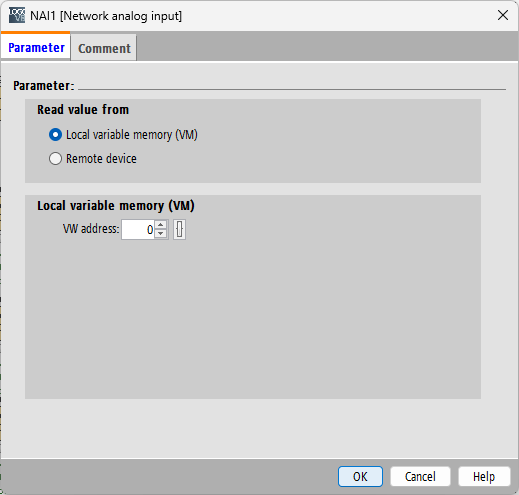 NAI1 [Network analog input]
Parameter Comment
Parameter:
Read value from
Local variable memory (VM)
Remote device
Local variable memory (VM)
VW address: 0
OK Cancel Help